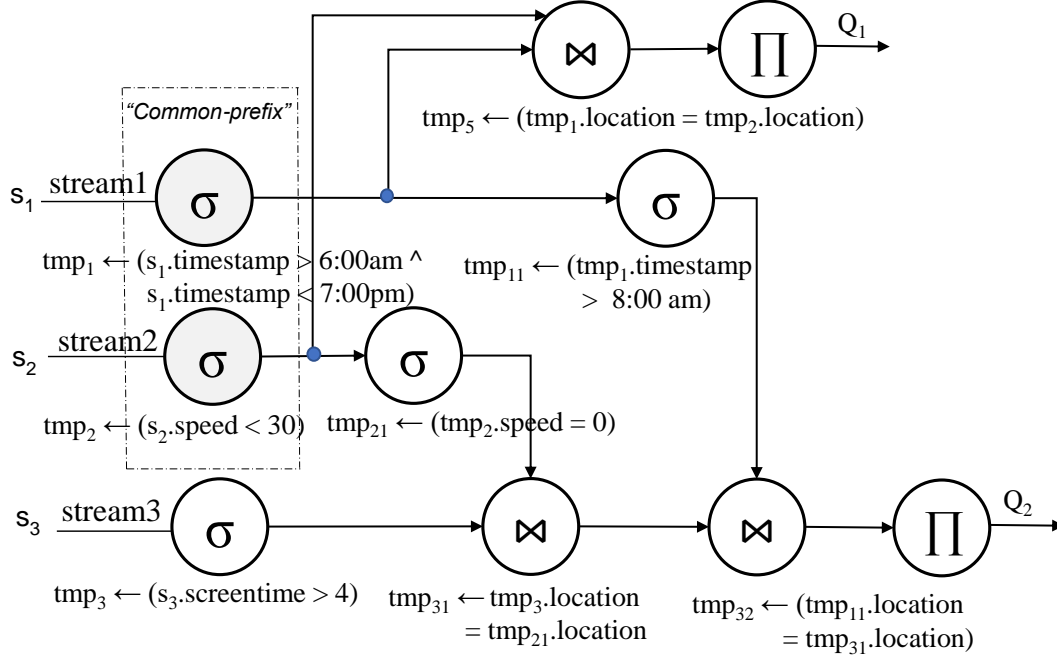 Q₁
⋈
∏
tmp₅ ← (tmp₁.location = tmp₂.location)
“Common-prefix”
s₁ stream1
σ
σ
tmp₁ ← (s₁.timestamp > 6:00am ^
s₁.timestamp < 7:00pm)
tmp₁₁ ← (tmp₁.timestamp
> 8:00 am)
s₂ stream2
σ
σ
tmp₂ ← (s₂.speed < 30)
tmp₂₁ ← (tmp₂.speed = 0)
s₃ stream3
σ
⋈
⋈
∏
Q₂
tmp₃ ← (s₃.screentime > 4)
tmp₃₁ ← tmp₃.location
= tmp₂₁.location
tmp₃₂ ← (tmp₁₁.location
= tmp₃₁.location)